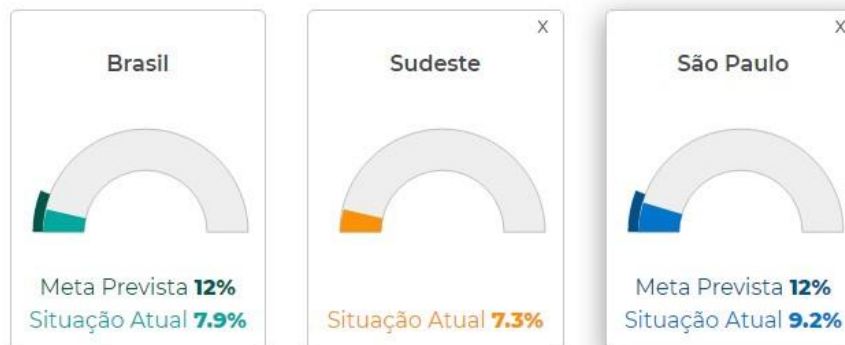 Brasil
Meta Prevista 12%
Situação Atual 7.9%
X
Sudeste
Situação Atual 7.3%
X
São Paulo
Meta Prevista 12%
Situação Atual 9.2%